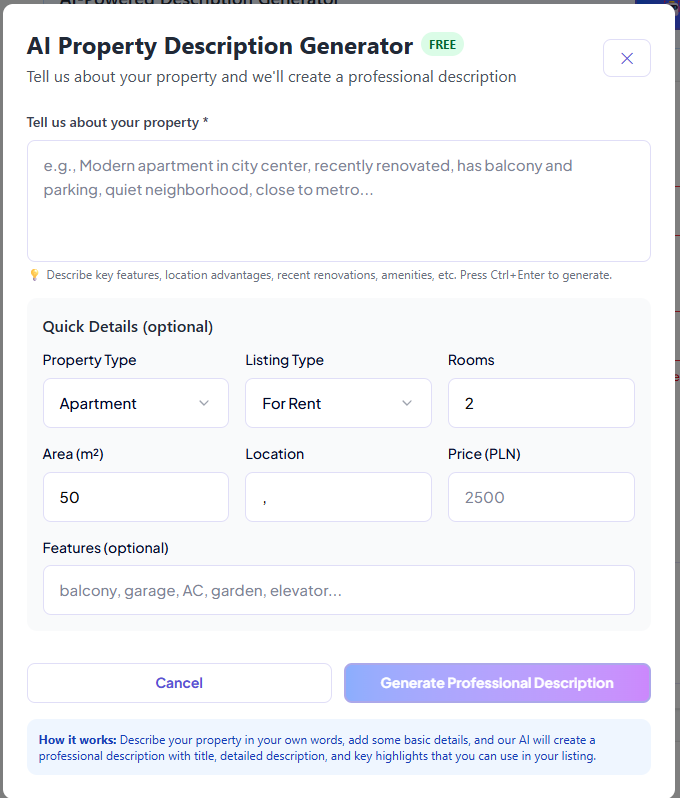 AI-Powered Description Generator
AI Property Description Generator FREE
Tell us about your property and we'll create a professional description
Tell us about your property *
e.g., Modern apartment in city center, recently renovated, has balcony and
parking, quiet neighborhood, close to metro...
💡 Describe key features, location advantages, recent renovations, amenities, etc. Press Ctrl+Enter to generate.
Quick Details (optional)
Property Type Listing Type Rooms
Apartment For Rent 2
Area (m²) Location Price (PLN)
50 , 2500
Features (optional)
balcony, garage, AC, garden, elevator...
Cancel Generate Professional Description
How it works: Describe your property in your own words, add some basic details, and our AI will create a
professional description with title, detailed description, and key highlights that you can use in your listing.